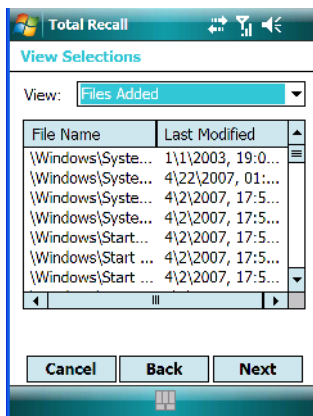 Total Recall
View Selections
View: Files Added
File Name Last Modified
\Windows\Syste... 1\1\2003, 19:0...
\Windows\Syste... 4\22\2007, 01:...
\Windows\Syste... 4\2\2007, 17:5...
\Windows\Syste... 4\2\2007, 17:5...
\Windows\Start... 4\2\2007, 17:5...
\Windows\Start ... 4\2\2007, 17:5...
\Windows\Start ... 4\2\2007, 17:5...
Cancel Back Next